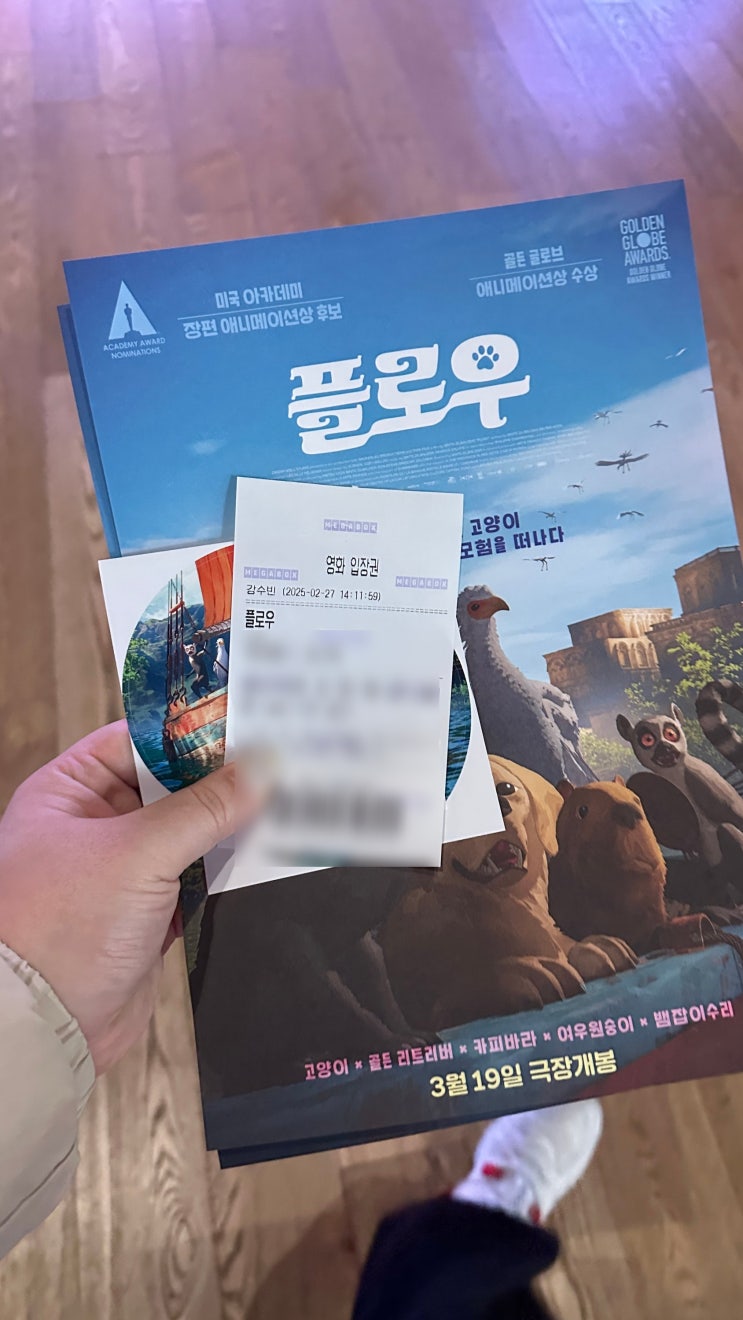 ACADEMY AWARD
NOMINATIONS
미국 아카데미
장편 애니메이션상 후보
골든 글로브
애니메이션상 수상
GOLDEN
GLOBE
AWARDS
GOLDEN GLOBE
AWARDS WINNER
플로우
고양이
모험을 떠나다
MEGABOX
영화 입장권
MEGABOX
MEGABOX
강수빈 (2025-02-27 14:11:59)
플로우
고양이 × 골든 리트리버 × 카피바라 × 여우원숭이 × 뱀잡이수리
3월 19일 극장개봉